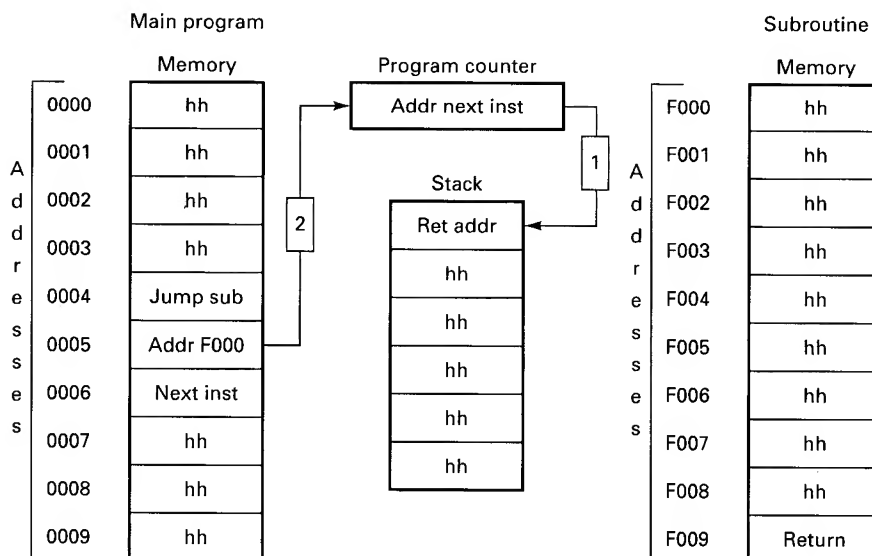 Main program
Subroutine
Memory
Program counter
Memory
0000 hh
Addr next inst
F000 hh
0001 hh
1
F001 hh
Stack
0002 hh
2
Ret addr
F002 hh
0003 hh
hh
F003 hh
0004 Jump sub
hh
F004 hh
0005 Addr F000
hh
F005 hh
0006 Next inst
hh
F006 hh
0007 hh
hh
F007 hh
0008 hh
F008 hh
0009 hh
F009 Return
Addresses
Addresses